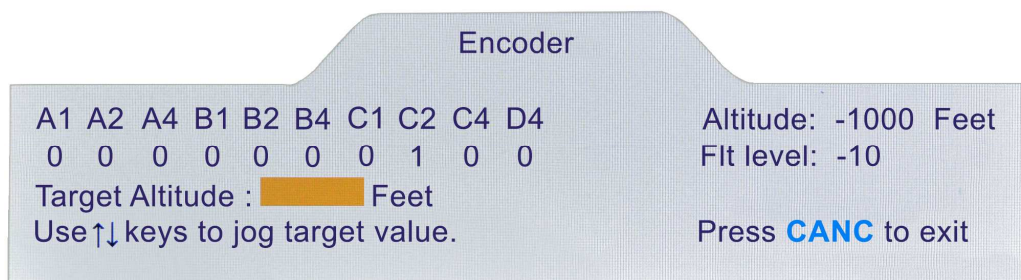 Encoder
A1 A2 A4 B1 B2 B4 C1 C2 C4 D4 Altitude: -1000 Feet
0 0 0 0 0 0 0 1 0 0 Flt level: -10
Target Altitude : Feet
Use↑↓keys to jog target value. Press CANC to exit